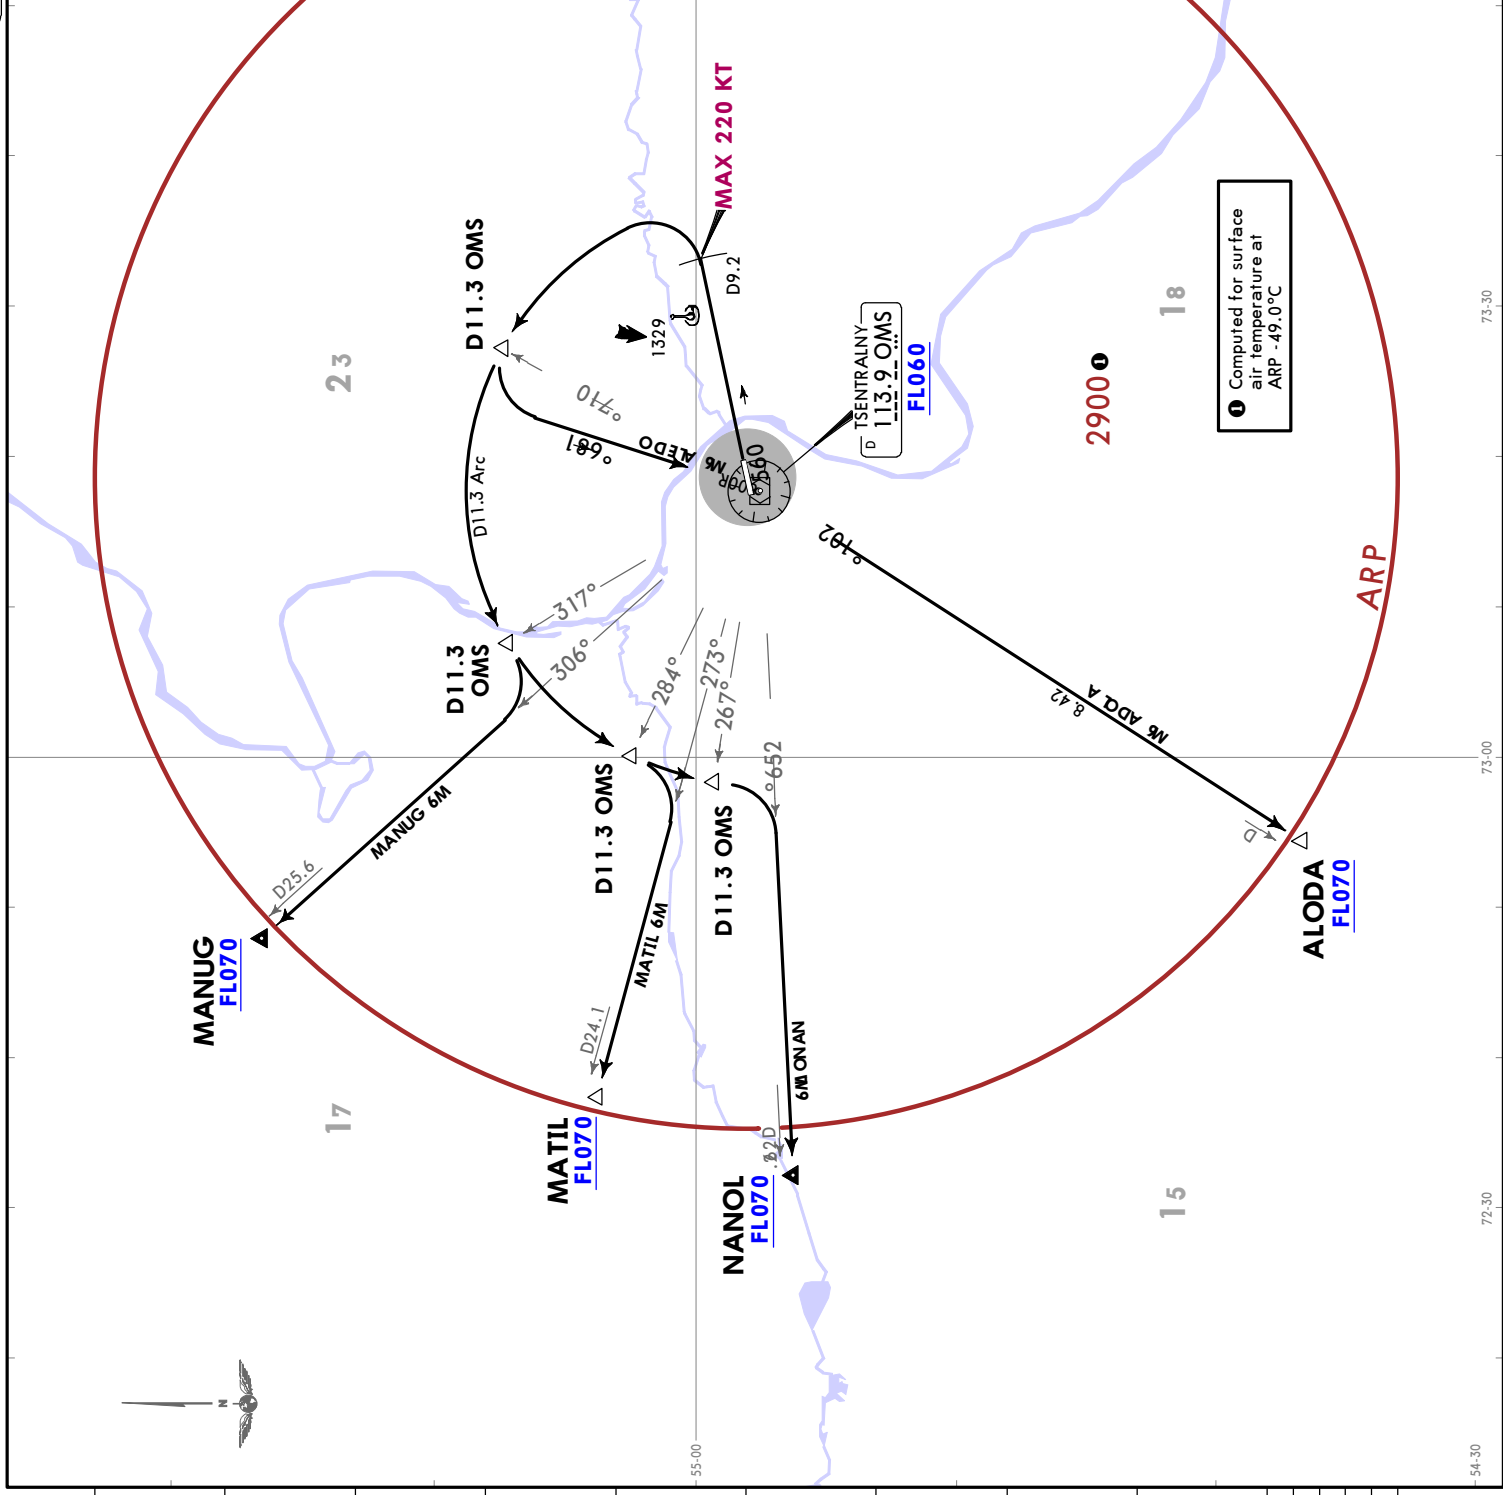 MAX 220 KT
D9.2
D11.3 OMS
1329
23
D11.3 Arc
TSENTRALNY
D 113.9 OMS
FL060
18
2900❶
❶ Computed for surface
air temperature at
ARP -49.0°C
73-30
ARP
317°
306°
284°
273°
267°
D11.3
OMS
D11.3 OMS
D11.3 OMS
73-00
MANUG 6M
D25.6
MANUG
FL070
MATIL 6M
D24.1
MATIL
FL070
NANOL
FL070
ALODA
FL070
D
17
15
72-30
N
55-00
54-30